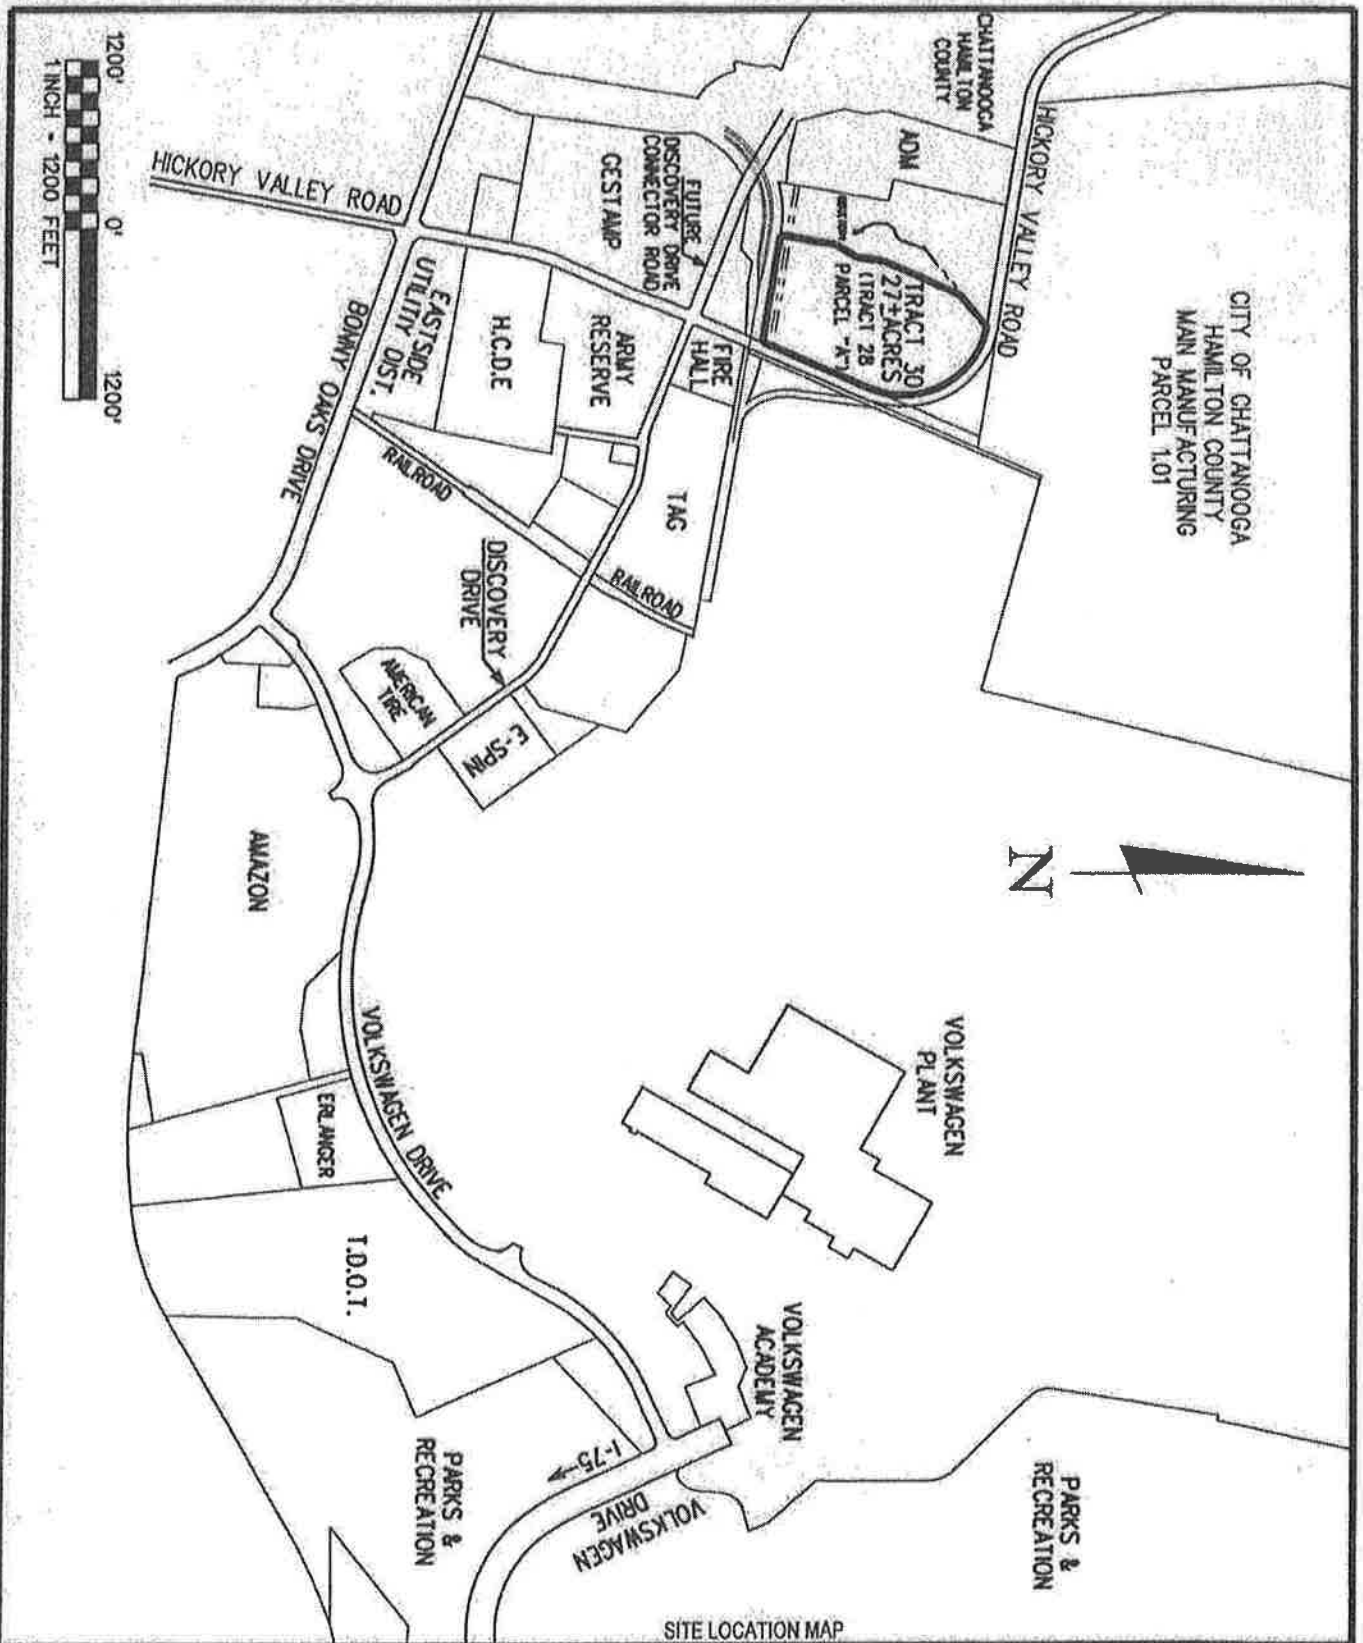 CHATTANOOGA
HAMILTON
COUNTY
HICKORY VALLEY ROAD
ADM
CITY OF CHATTANOOGA
HAMILTON COUNTY
MAIN MANUFACTURING
PARCEL 1.01
TRACT 30
27±ACRES
(TRACT 28
PARCEL "A")
FUTURE
DISCOVERY DRIVE
CONNECTOR ROAD
GESTAMP
FIRE
HALL
ARMY
RESERVE
TAG
H.C.D.E
EASTSIDE
UTILITIY DIST.
HICKORY VALLEY ROAD
BONNY OAKS DRIVE
RAILROAD
RAILROAD
DISCOVERY
DRIVE
AMERICAN
TIRE
E-SPIN
AMAZON
N
VOLKSWAGEN
PLANT
VOLKSWAGEN DRIVE
ERLANGER
T.D.O.T.
VOLKSWAGEN
ACADEMY
I-75
VOLKSWAGEN
DRIVE
PARKS &
RECREATION
PARKS &
RECREATION
1200' 0' 1200'
1 INCH - 1200 FEET
SITE LOCATION MAP